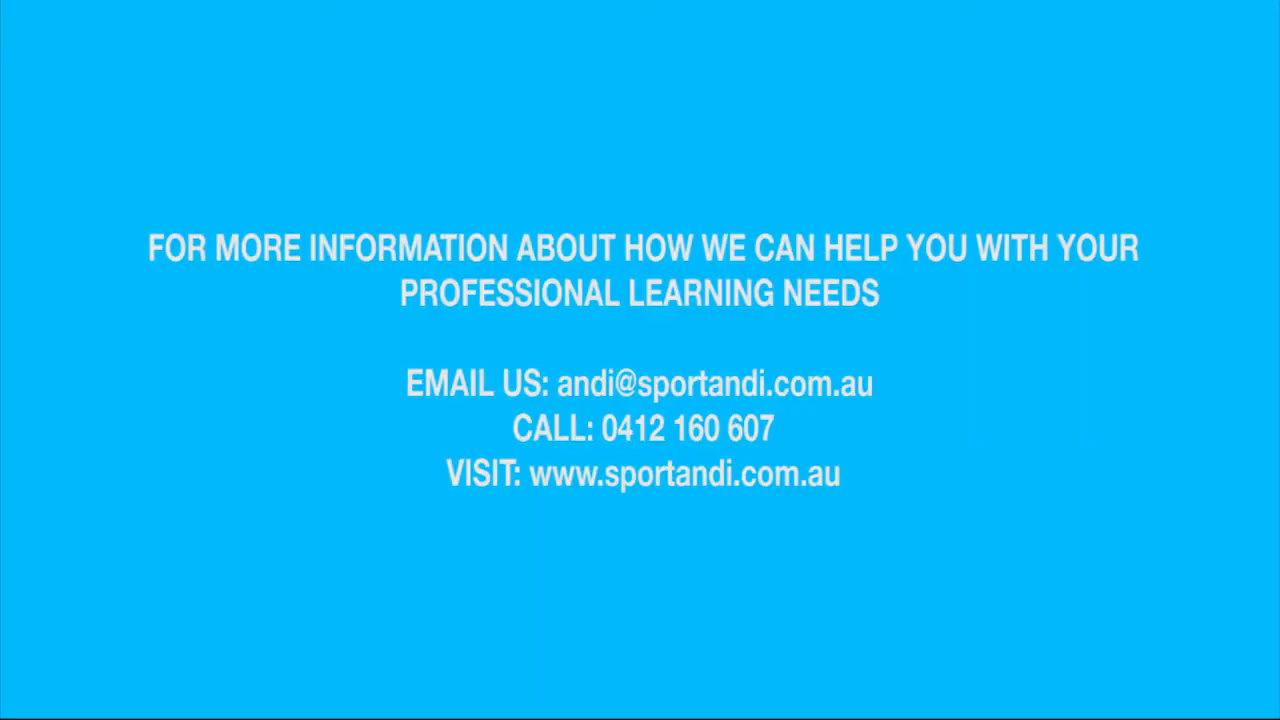 FOR MORE INFORMATION ABOUT HOW WE CAN HELP YOU WITH YOUR
PROFESSIONAL LEARNING NEEDS
EMAIL US: andi@sportandi.com.au
CALL: 0412 160 607
VISIT: www.sportandi.com.au